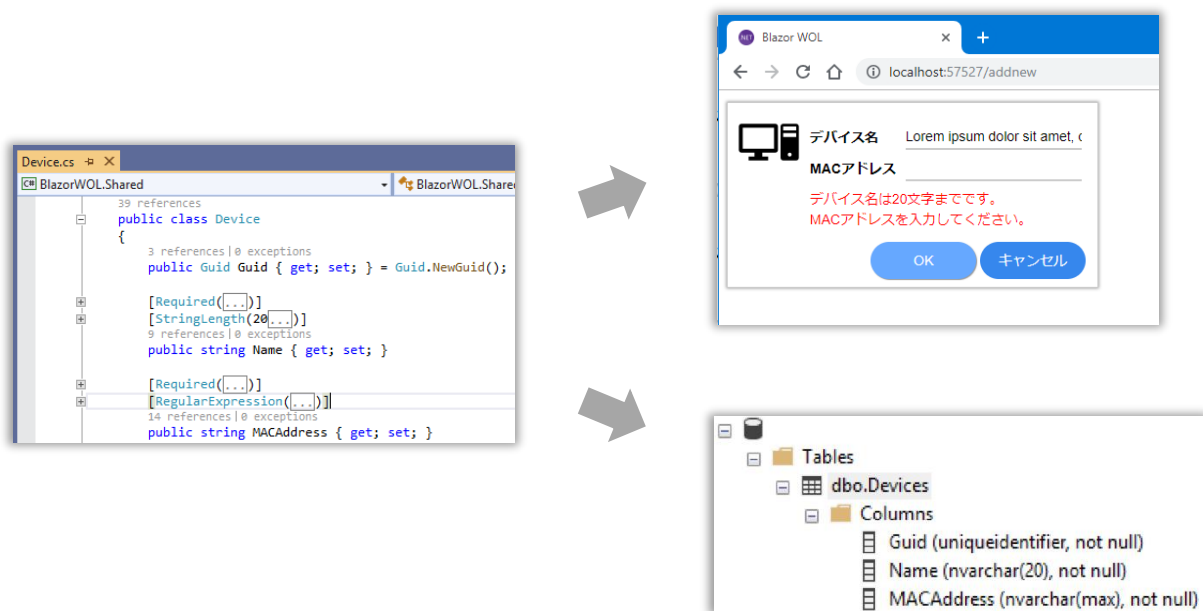 Device.cs
BlazorWOL.Shared
BlazorWOL.Share
39 references
public class Device
{
3 references | 0 exceptions
public Guid Guid { get; set; } = Guid.NewGuid();
[Required(...)]
[StringLength(20...)]
9 references | 0 exceptions
public string Name { get; set; }
[Required(...)]
[RegularExpression(...)]
14 references | 0 exceptions
public string MACAddress { get; set; }
NET Blazor WOL
localhost:57527/addnew
デバイス名 Lorem ipsum dolor sit amet, c
MACアドレス
デバイス名は20文字までです。
MACアドレスを入力してください。
OK キャンセル
Tables
dbo.Devices
Columns
Guid (uniqueidentifier, not null)
Name (nvarchar(20), not null)
MACAddress (nvarchar(max), not null)